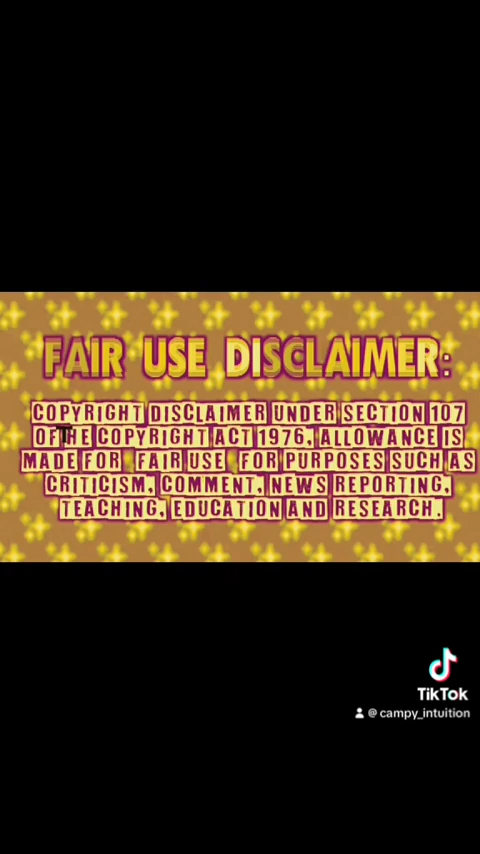 FAIR USE DISCLAIMER:
COPYRIGHT DISCLAIMER UNDER SECTION 107
OF THE COPYRIGHT ACT 1976, ALLOWANCE IS
MADE FOR FAIR USE FOR PURPOSES SUCH AS
CRITICISM, COMMENT, NEWS REPORTING,
TEACHING, EDUCATION AND RESEARCH.
TikTok
@ campy_intuition